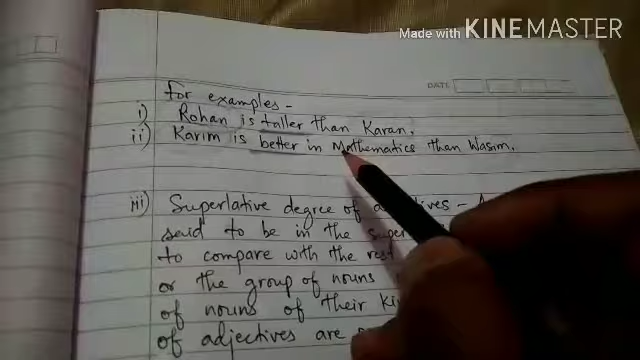 Made with KINEMASTER
DATE
for examples -
i) Rohan is taller than Karan.
ii) Karim is better in Mathematics than Wasim.
iii) Superlative degree of adjectives - A
said to be in the super
to compare with the rest
or the group of nouns
of nouns of their
of adjectives are